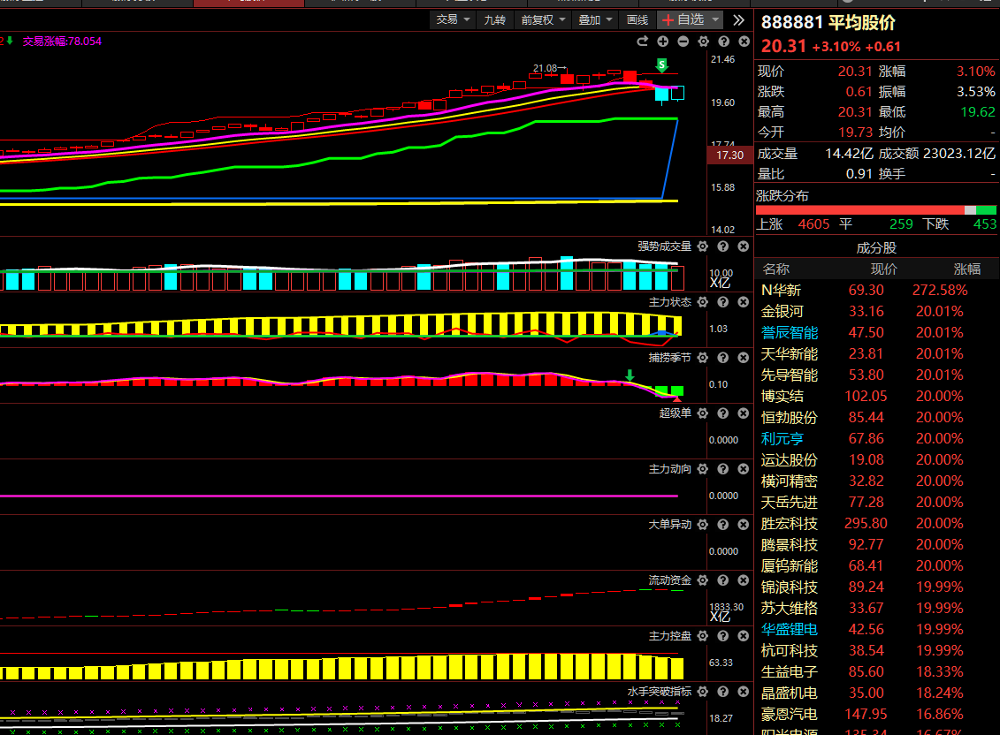 交易 九转 前复权 叠加 画线 +自选
2 交易涨幅:78.054
21.08
S
21.46
19.60
17.74
17.30
15.88
14.02
强势成交量
10.00
X亿
主力状态
1.03
捕捞季节
0.10
超级单
0.0000
主力动向
0.0000
大单异动
0.0000
流动资金
1833.30
X亿
主力控盘
63.33
水手突破指标
18.27
888881 平均股价
20.31 +3.10% +0.61
现价 20.31 涨幅 3.10%
涨跌 0.61 振幅 3.53%
最高 20.31 最低 19.62
今开 19.73 均价 -
成交量 14.42亿 成交额 23023.12亿
量比 0.91 换手 -
涨跌分布
上涨 4605 平 259 下跌 453
成分股
名称 现价 涨幅
N华新 69.30 272.58%
金银河 33.16 20.01%
誉辰智能 47.50 20.01%
天华新能 23.81 20.01%
先导智能 53.80 20.01%
博实结 102.05 20.00%
恒勃股份 85.44 20.00%
利元亨 67.86 20.00%
运达股份 19.08 20.00%
横河精密 32.82 20.00%
天岳先进 77.28 20.00%
胜宏科技 295.80 20.00%
腾景科技 92.77 20.00%
厦钨新能 68.41 20.00%
锦浪科技 89.24 19.99%
苏大维格 33.67 19.99%
华盛锂电 42.56 19.99%
杭可科技 38.54 19.99%
生益电子 85.60 18.33%
晶盛机电 35.00 18.24%
豪恩汽电 147.95 16.86%
阳光电源 135.34 16.67%